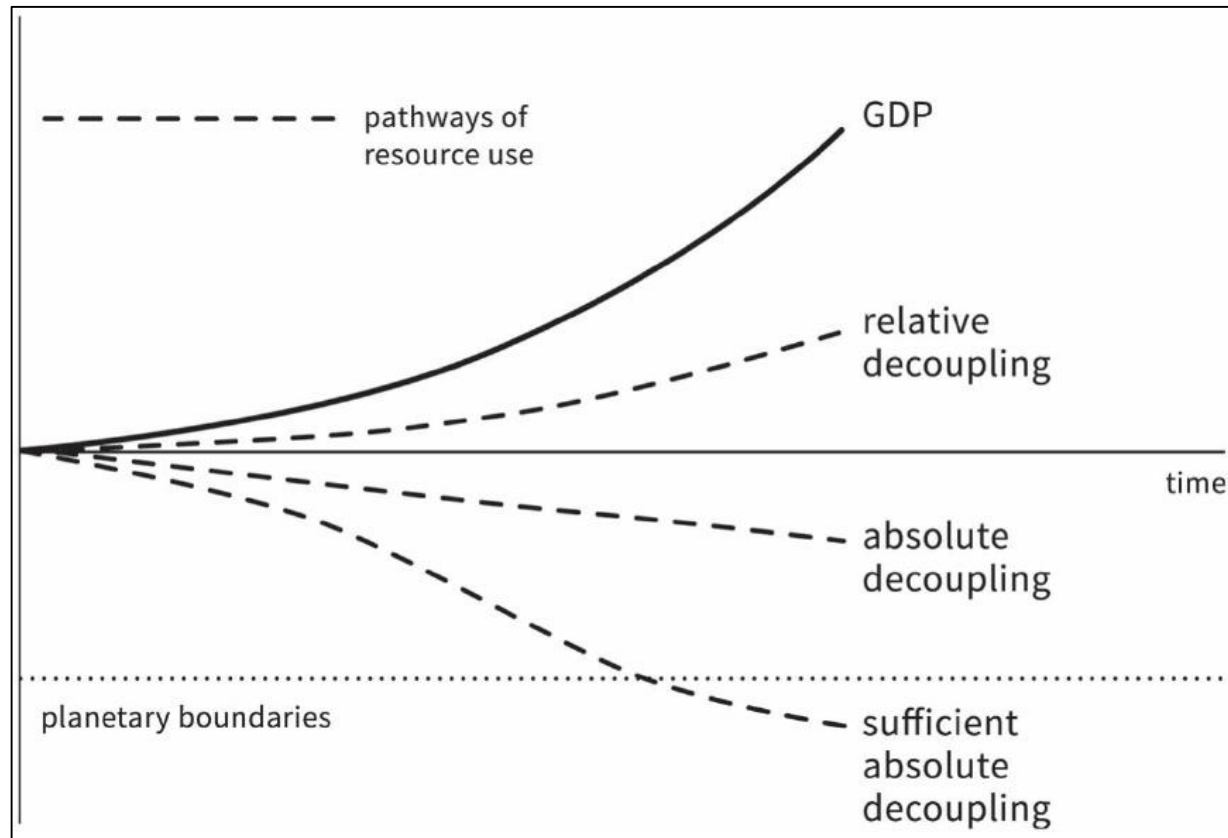 GDP
pathways of
resource use
relative
decoupling
time
absolute
decoupling
planetary boundaries
sufficient
absolute
decoupling